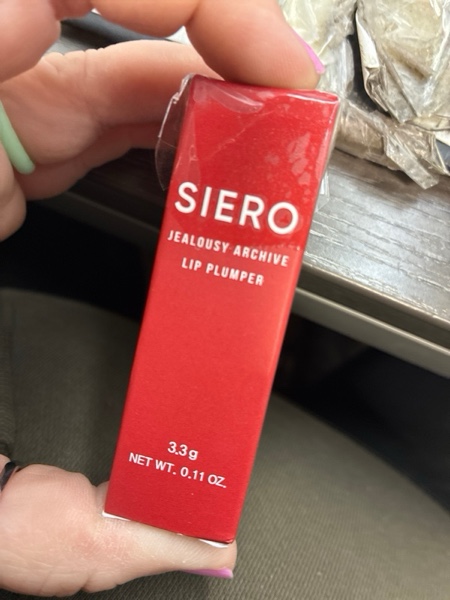 SIERO
JEALOUSY ARCHIVE
LIP PLUMPER
3.3g
NET WT. 0.11 OZ.